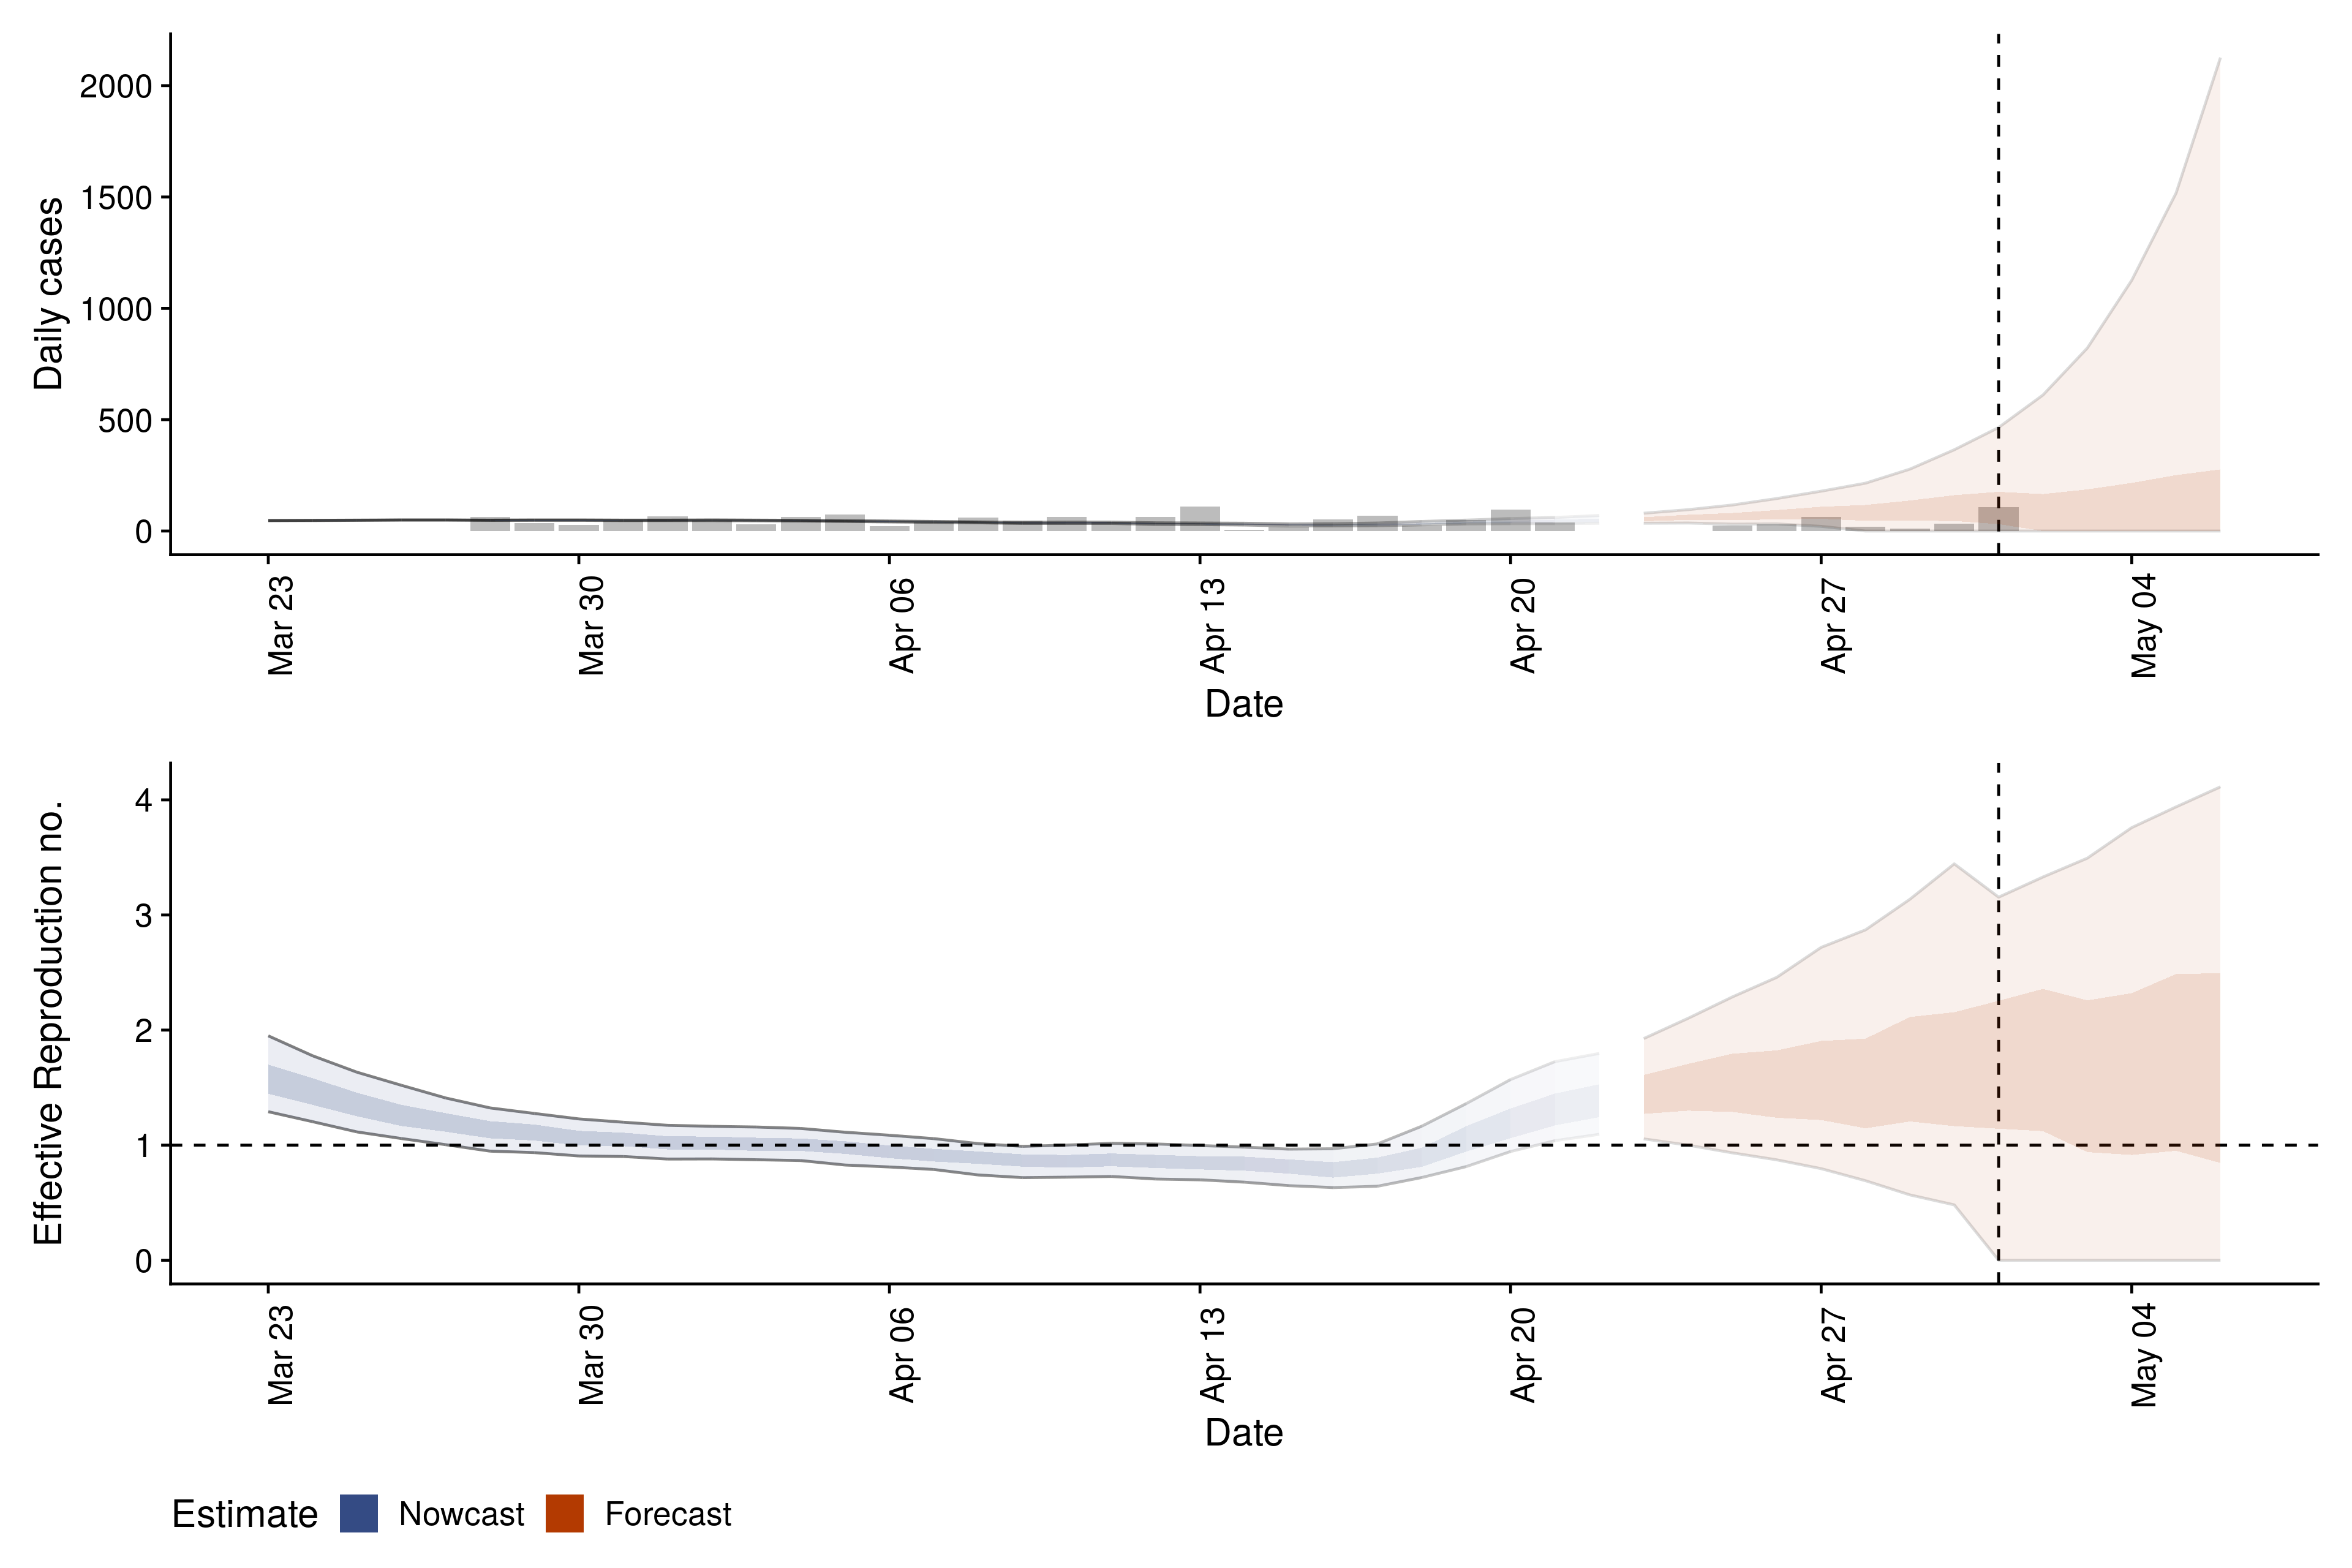 Daily cases
2000
1500
1000
500
0
Mar 23
Mar 30
Apr 06
Apr 13
Apr 20
Apr 27
May 04
Date
Effective Reproduction no.
4
3
2
1
0
Mar 23
Mar 30
Apr 06
Apr 13
Apr 20
Apr 27
May 04
Date
Estimate Nowcast Forecast